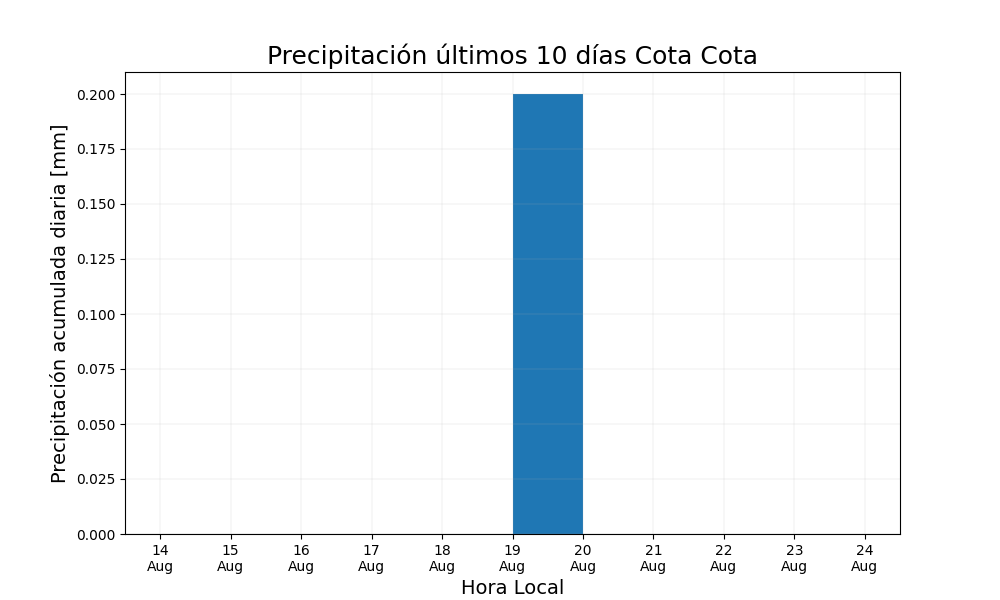 Precipitación últimos 10 días Cota Cota
Precipitación acumulada diaria [mm]
0.200
0.175
0.150
0.125
0.100
0.075
0.050
0.025
0.000
14 15 16 17 18 19 20 21 22 23 24
Aug Aug Aug Aug Aug Aug Aug Aug Aug Aug Aug
Hora Local